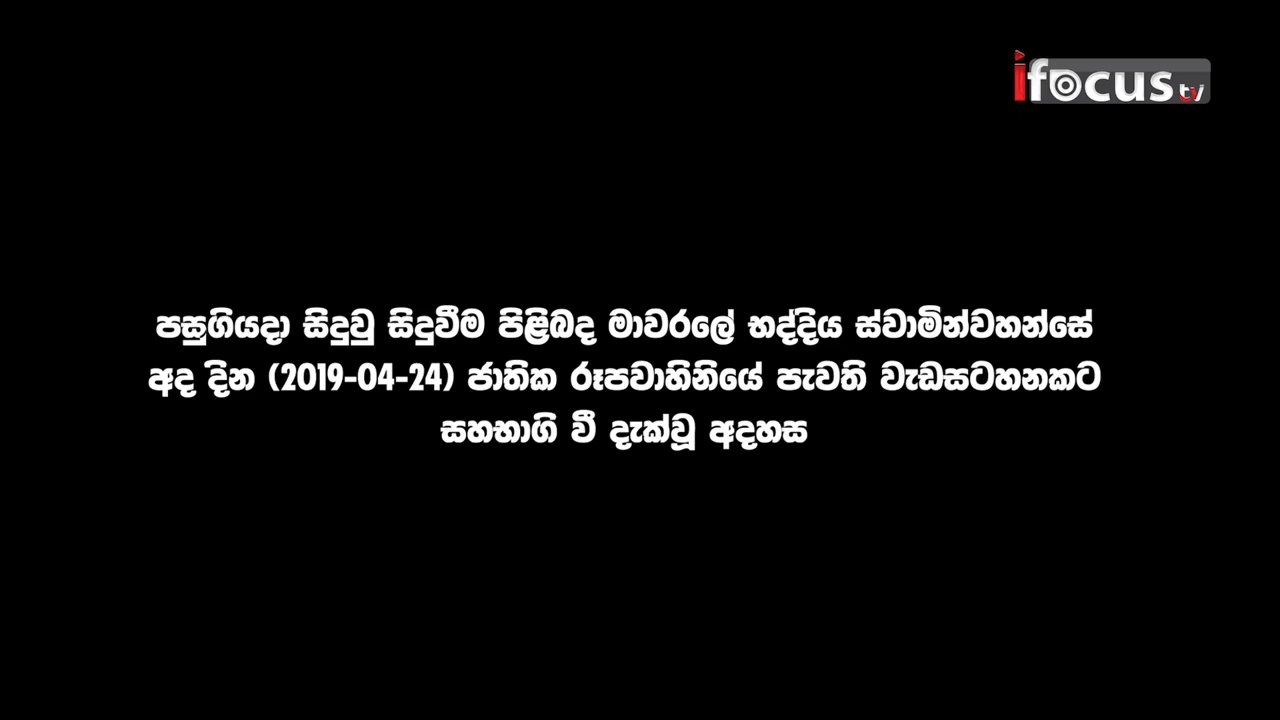 ifocus tv
පසුගියදා සිදුවු සිදුවීම පිළිබද මාවරලේ භද්දිය ස්වාමින්වහන්සේ
අද දින (2019-04-24) ජාතික රූපවාහිනියේ පැවති වැඩසටහනකට
සහභාගි වී දැක්වූ අදහස